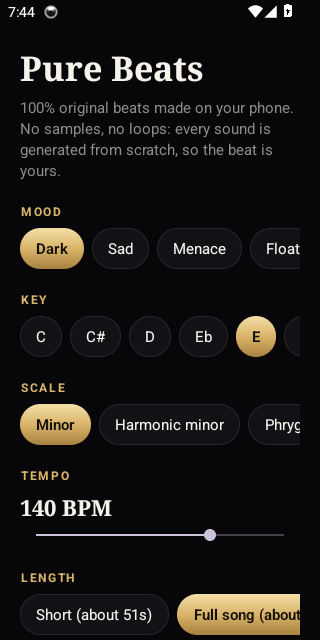 7:44
Pure Beats
100% original beats made on your phone.
No samples, no loops: every sound is
generated from scratch, so the beat is
yours.
MOOD
Dark Sad Menace Float
KEY
C C# D Eb E
SCALE
Minor Harmonic minor Phryg
TEMPO
140 BPM
LENGTH
Short (about 51s) Full song (about